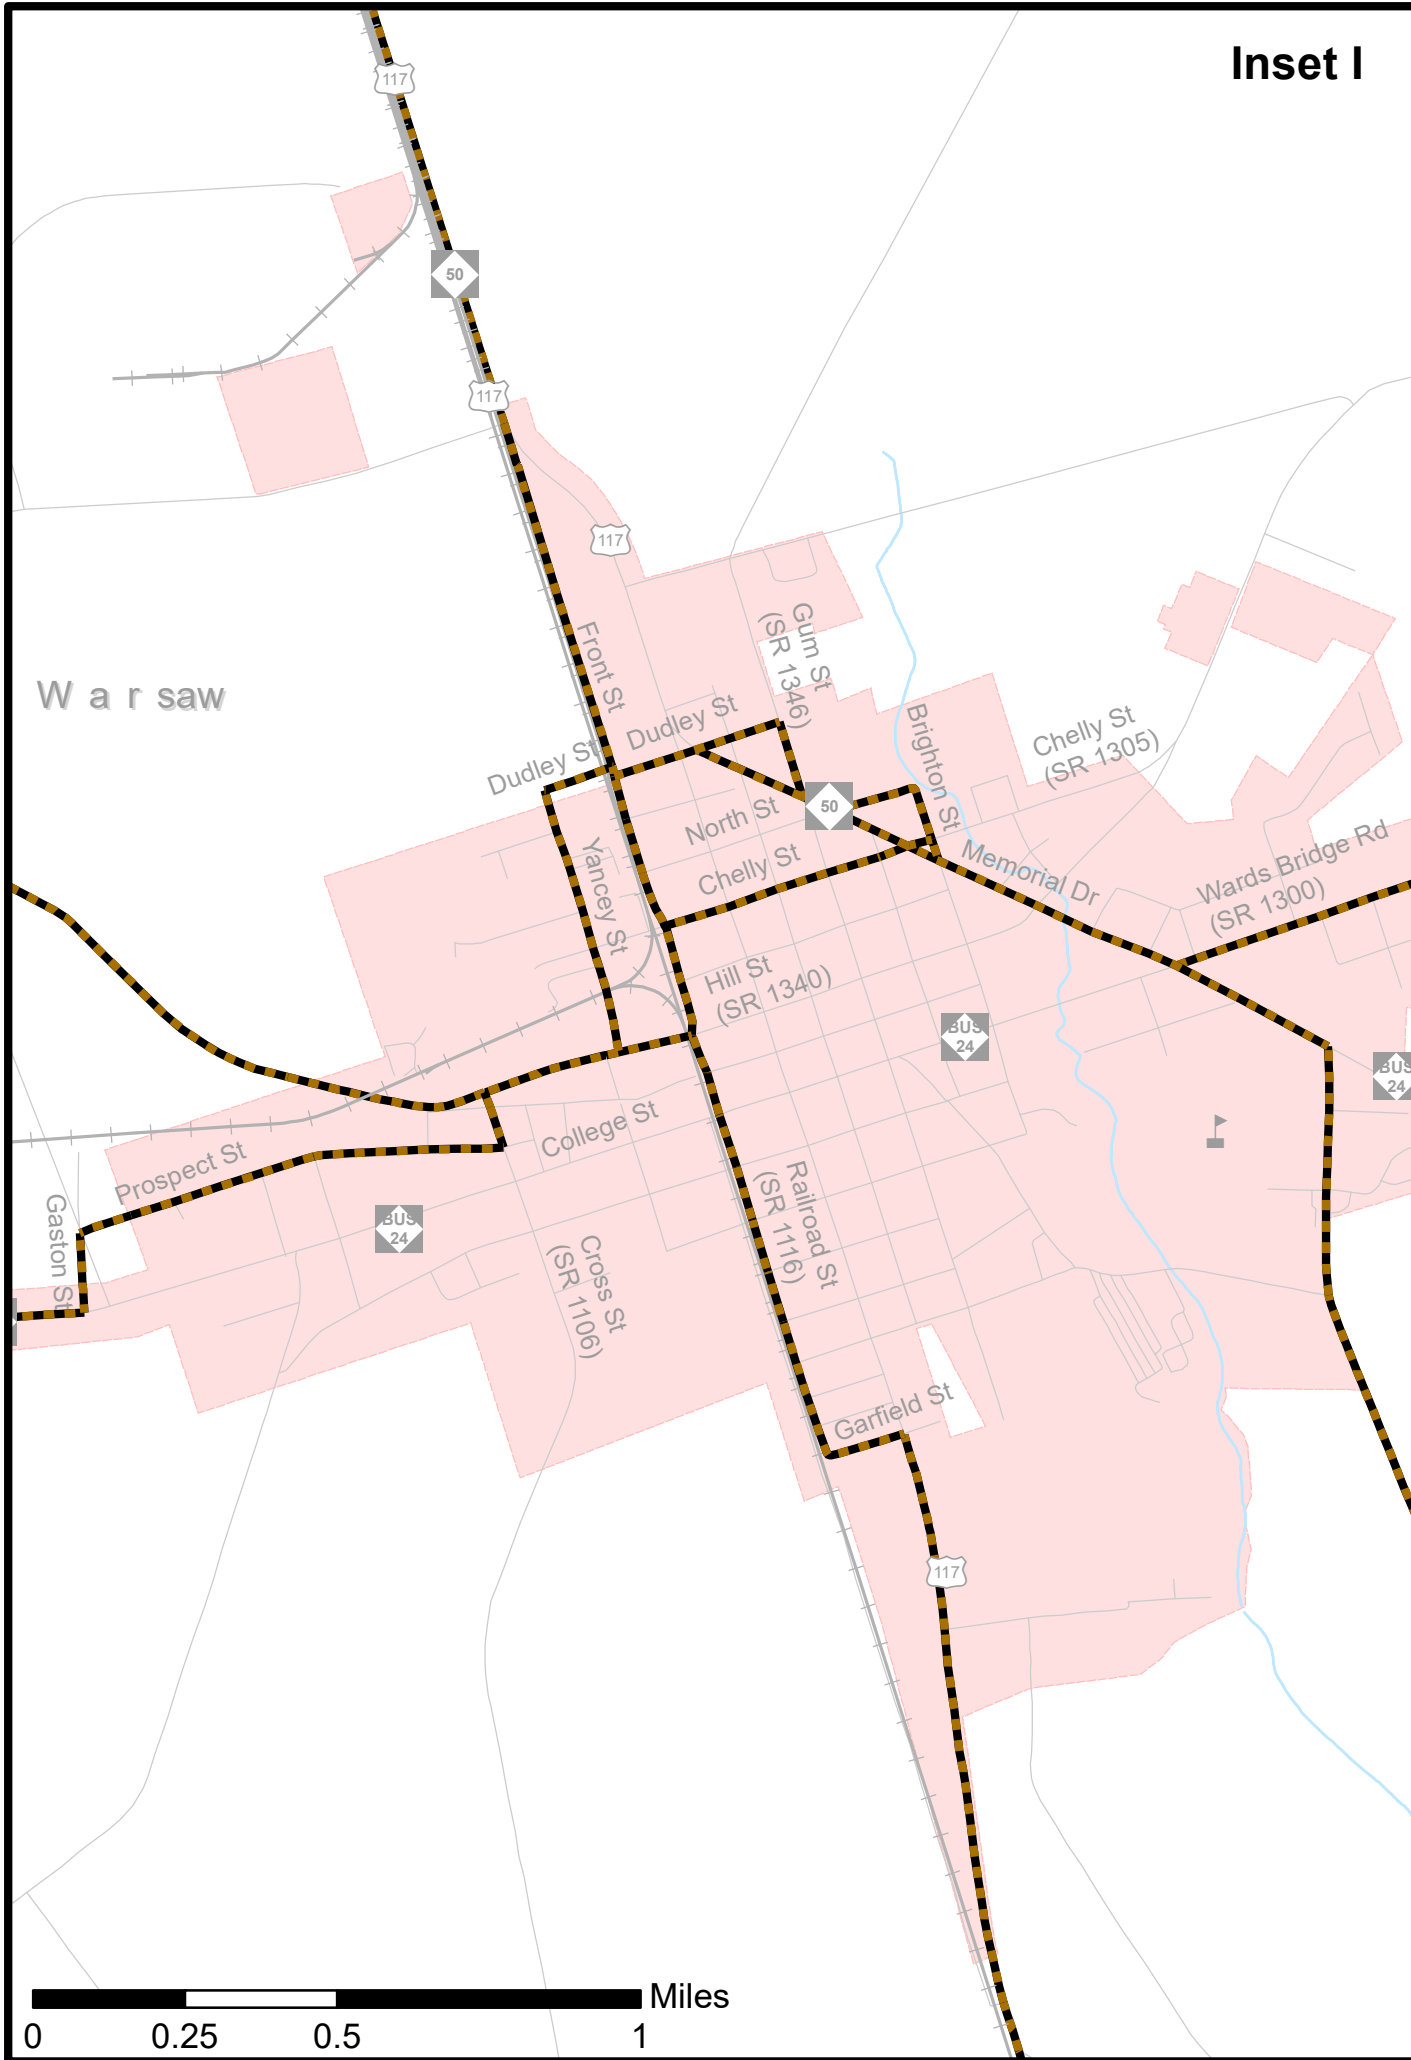 Inset I
117
50
117
117
Gum St
(SR 1346)
Front St
W a r saw
Dudley St
Dudley St
Brighton St
Chelly St
(SR 1305)
50
North St
Chelly St
Yancey St
Memorial Dr
Wards Bridge Rd
(SR 1300)
Hill St
(SR 1340)
BUS
24
BUS
24
College St
Prospect St
Railroad St
(SR 1116)
Gaston St
BUS
24
Cross St
(SR 1106)
Garfield St
117
Miles
0
0.25
0.5
1